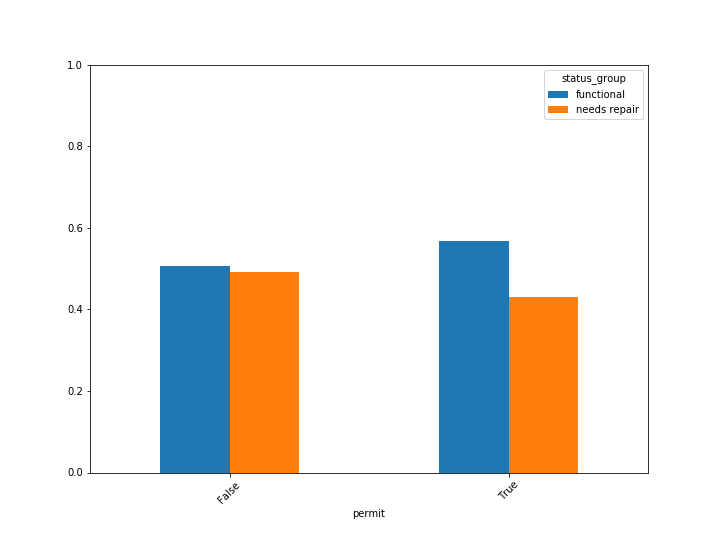 status_group
functional
needs repair
1.0
0.8
0.6
0.4
0.2
0.0
False
True
permit